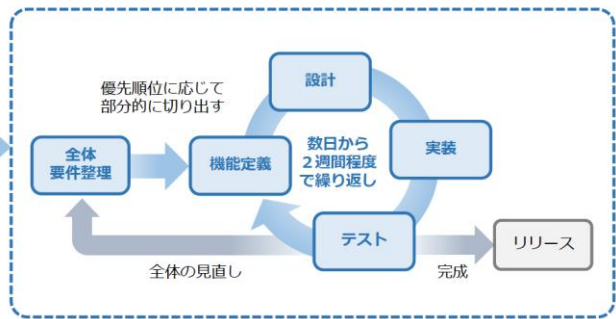 優先順位に応じて
部分的に切り出す
設計
全体
要件整理
機能定義
数日から
２週間程度
で繰り返し
実装
テスト
リリース
全体の見直し
完成